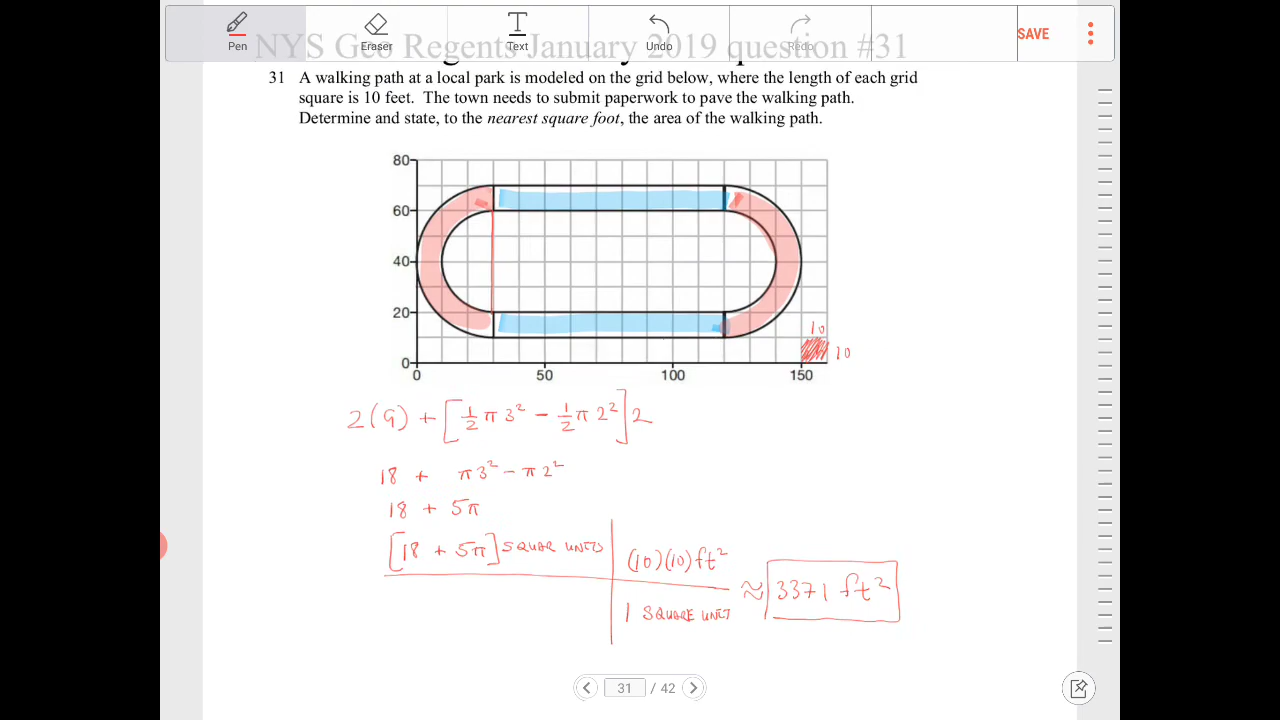 Pen
Eraser
Text
Undo
Redo
SAVE
NYS Geo Regents January 2019 question #31
31 A walking path at a local park is modeled on the grid below, where the length of each grid
square is 10 feet. The town needs to submit paperwork to pave the walking path.
Determine and state, to the nearest square foot, the area of the walking path.
80
60
40
20
0
0 50 100 150
10
10
2(9) + [½π3² − ½π2²]2
18 + π3² − π2²
18 + 5π
[18 + 5π] SQUAR UNITS
(10)(10)ft²
1 SQUARE UNIT
≈ 3371 ft²
31 / 42